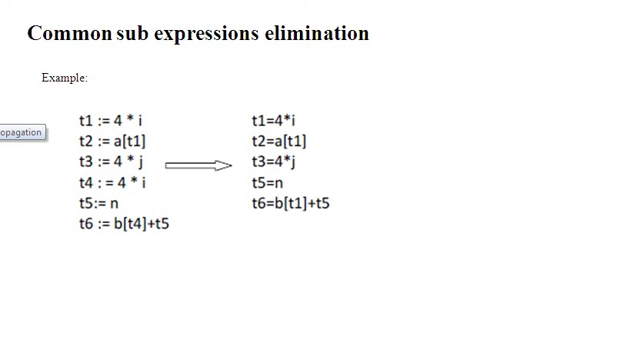 Common sub expressions elimination
Example:
opagation
t1 := 4 * i
t2 := a[t1]
t3 := 4 * j
t4 : = 4 * i
t5:= n
t6 := b[t4]+t5
t1=4*i
t2=a[t1]
t3=4*j
t5=n
t6=b[t1]+t5